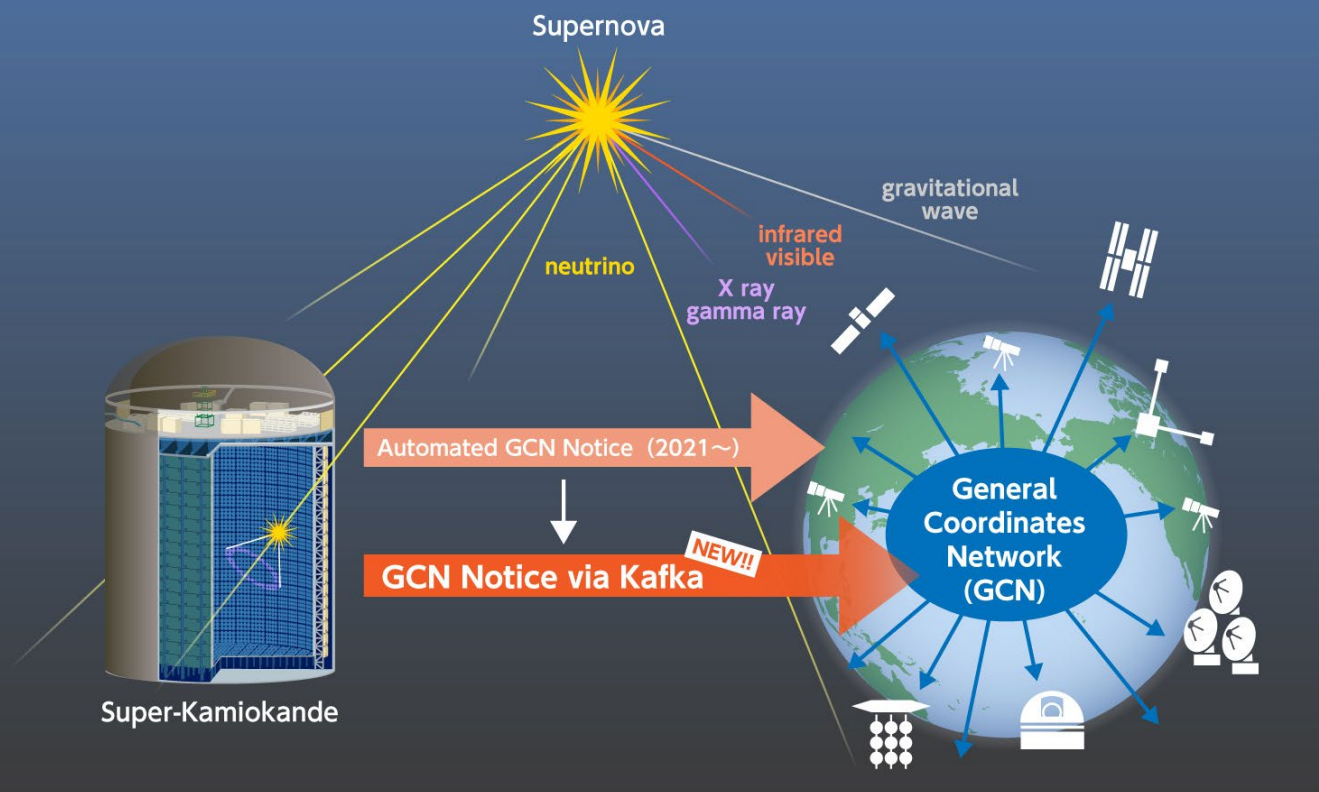 Supernova
gravitational
wave
infrared
visible
neutrino
X ray
gamma ray
Automated GCN Notice (2021～)
NEW!!
GCN Notice via Kafka
General
Coordinates
Network
(GCN)
Super-Kamiokande